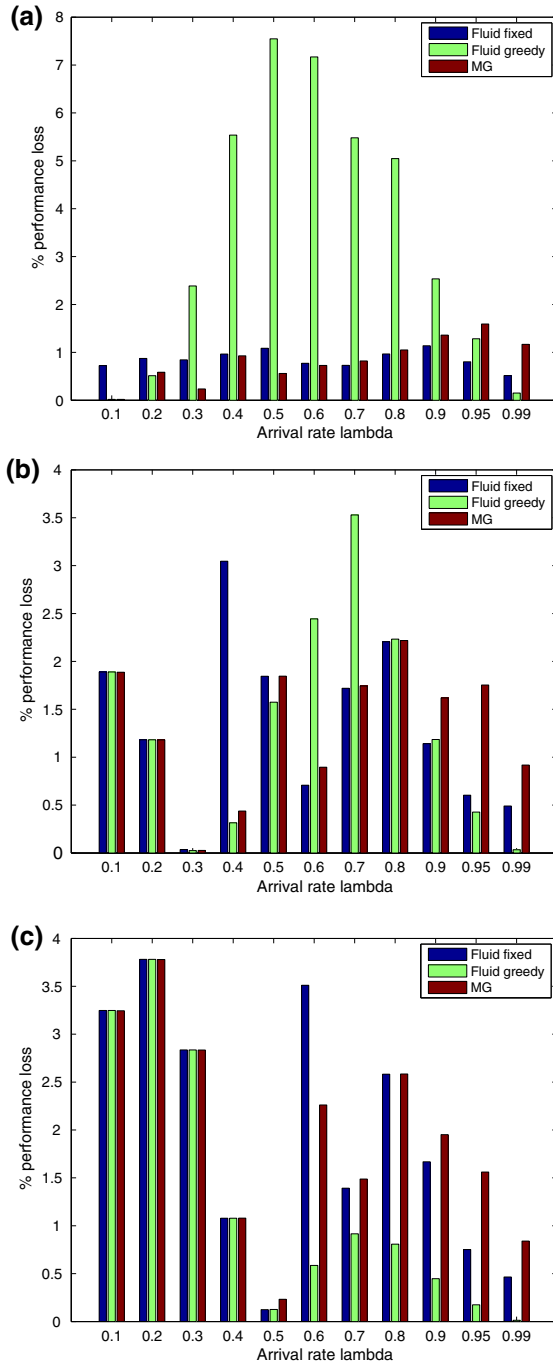 (a)
8
7
6
5
4
3
2
1
0
% performance loss
Fluid fixed
Fluid greedy
MG
0.1 0.2 0.3 0.4 0.5 0.6 0.7 0.8 0.9 0.95 0.99
Arrival rate lambda
(b)
4
3.5
3
2.5
2
1.5
1
0.5
0
% performance loss
Fluid fixed
Fluid greedy
MG
0.1 0.2 0.3 0.4 0.5 0.6 0.7 0.8 0.9 0.95 0.99
Arrival rate lambda
(c)
4
3.5
3
2.5
2
1.5
1
0.5
0
% performance loss
Fluid fixed
Fluid greedy
MG
0.1 0.2 0.3 0.4 0.5 0.6 0.7 0.8 0.9 0.95 0.99
Arrival rate lambda